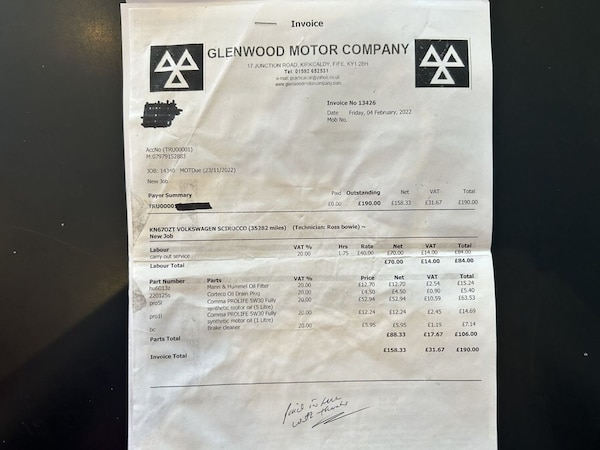 Invoice
GLENWOOD MOTOR COMPANY
17 JUNCTION ROAD, KIRKCALDY, FIFE, KY1 2BH
Tel: 01592 652531
www.glenwoodmotorcompany.com
Invoice No 13426
Date Friday, 04 February, 2022
Mob No.
AccNo (TRU00001)
M:07979152883
JOB: 14340 MOTDue (23/11/2022)
New Job
Payer Summary Paid Outstanding Net VAT Total
TRU0000 £0.00 £190.00 £158.33 £31.67 £190.00
KN67OZT VOLKSWAGEN SCIROCCO (35282 miles) (Technician: Ross bowie) ~
New Job
Labour VAT % Hrs Rate Net VAT Total
carry out service 20.00 1.75 £40.00 £70.00 £14.00 £84.00
Labour Total £70.00 £14.00 £84.00
Part Number Parts VAT % Price Net VAT Total
hu6013z Mann & Hummel Oil Filter 20.00 £12.70 £12.70 £2.54 £15.24
220125s Corteco Oil Drain Plug 20.00 £4.50 £4.50 £0.90 £5.40
pro5l Comma PROLIFE 5W30 Fully 20.00 £52.94 £52.94 £10.59 £63.53
synthetic motor oil (5 Litre)
pro1l Comma PROLIFE 5W30 Fully 20.00 £12.24 £12.24 £2.45 £14.69
synthetic motor oil (1 Litre)
bc Brake cleaner 20.00 £5.95 £5.95 £1.19 £7.14
Parts Total £88.33 £17.67 £106.00
Invoice Total £158.33 £31.67 £190.00
paid in full
with thanks